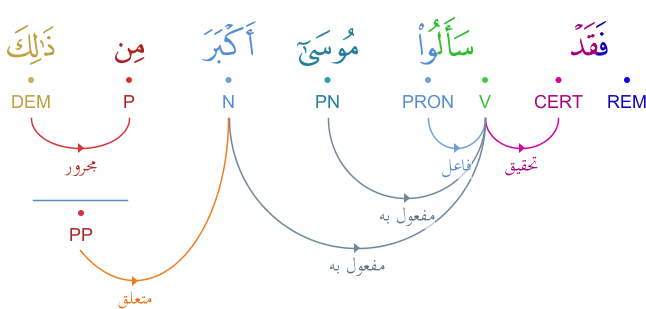 فَقَدْ سَأَلُوا۟ مُوسَىٰٓ أَكْبَرَ مِن ذَٰلِكَ
DEM P N PN PRON V CERT REM
مجرور فاعل تحقيق
مفعول به
PP
مفعول به
متعلق